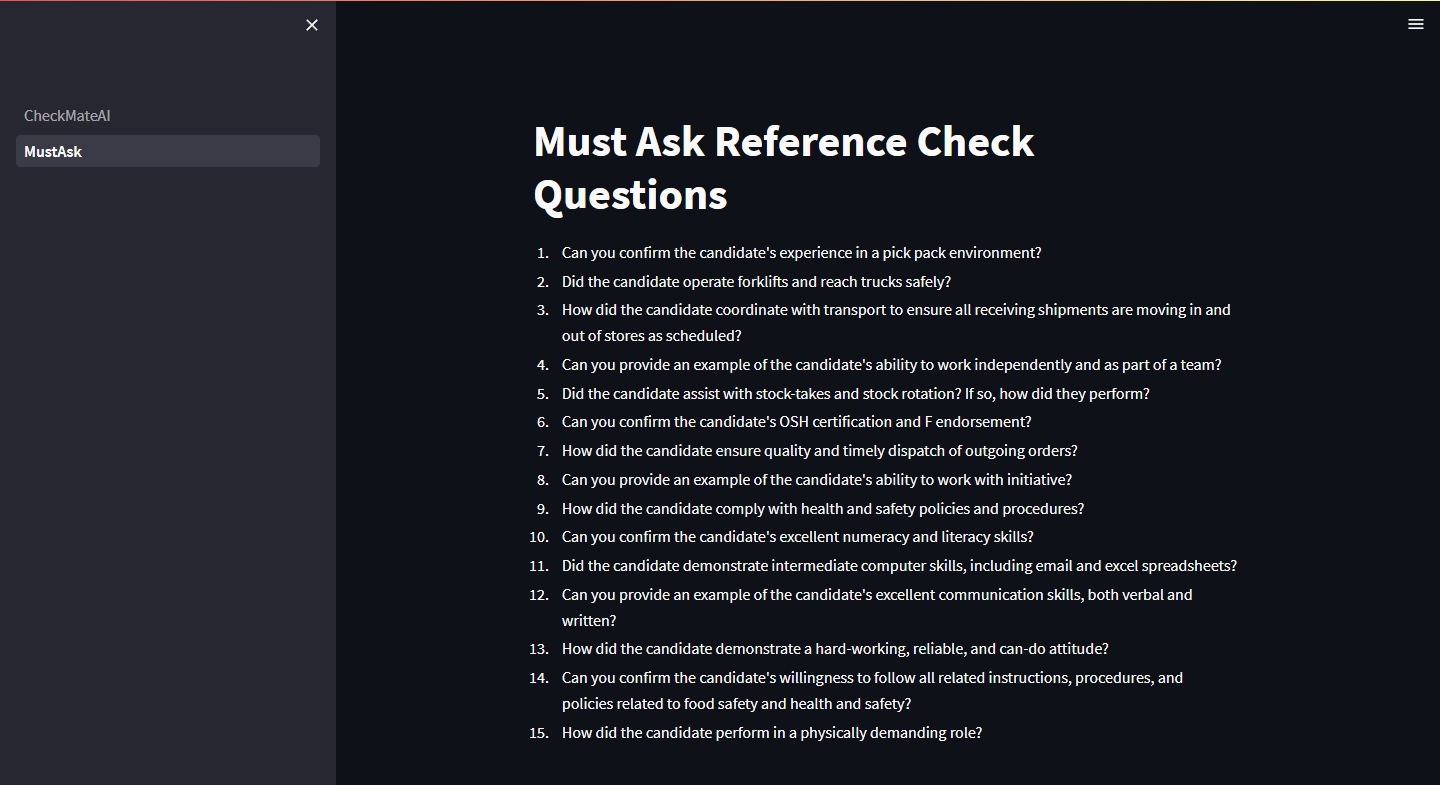 CheckMateAI
MustAsk
Must Ask Reference Check
Questions
1. Can you confirm the candidate's experience in a pick pack environment?
2. Did the candidate operate forklifts and reach trucks safely?
3. How did the candidate coordinate with transport to ensure all receiving shipments are moving in and
out of stores as scheduled?
4. Can you provide an example of the candidate's ability to work independently and as part of a team?
5. Did the candidate assist with stock-takes and stock rotation? If so, how did they perform?
6. Can you confirm the candidate's OSH certification and F endorsement?
7. How did the candidate ensure quality and timely dispatch of outgoing orders?
8. Can you provide an example of the candidate's ability to work with initiative?
9. How did the candidate comply with health and safety policies and procedures?
10. Can you confirm the candidate's excellent numeracy and literacy skills?
11. Did the candidate demonstrate intermediate computer skills, including email and excel spreadsheets?
12. Can you provide an example of the candidate's excellent communication skills, both verbal and
written?
13. How did the candidate demonstrate a hard-working, reliable, and can-do attitude?
14. Can you confirm the candidate's willingness to follow all related instructions, procedures, and
policies related to food safety and health and safety?
15. How did the candidate perform in a physically demanding role?